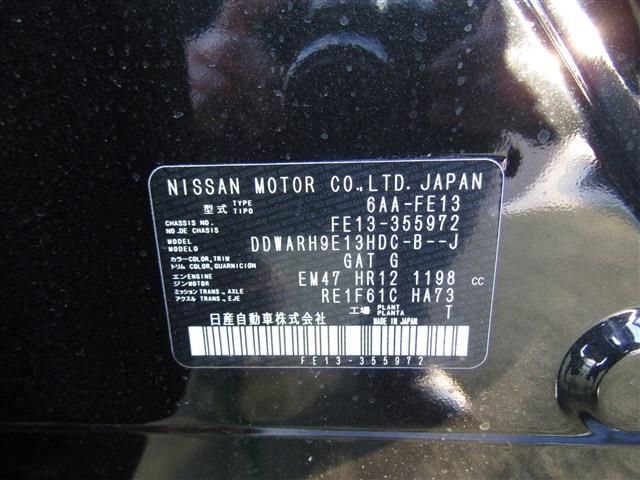 NISSAN MOTOR CO.,LTD. JAPAN
型式 TYPE TIPO 6AA-FE13
CHASSIS NO. NO.DE CHASIS FE13-355972
MODEL MODELO DDWARH9E13HDC-B--J
カラー COLOR, TRIM トリム COLOR, GUARNICION GAT G
エンジン ENGINE MOTOR EM47 HR12 1198 cc
ミッション TRANS., AXLE アクスル TRANS., EJE RE1F61C HA73
工場 PLANT PLANTA T
日産自動車株式会社 MADE IN JAPAN
FE13-355972